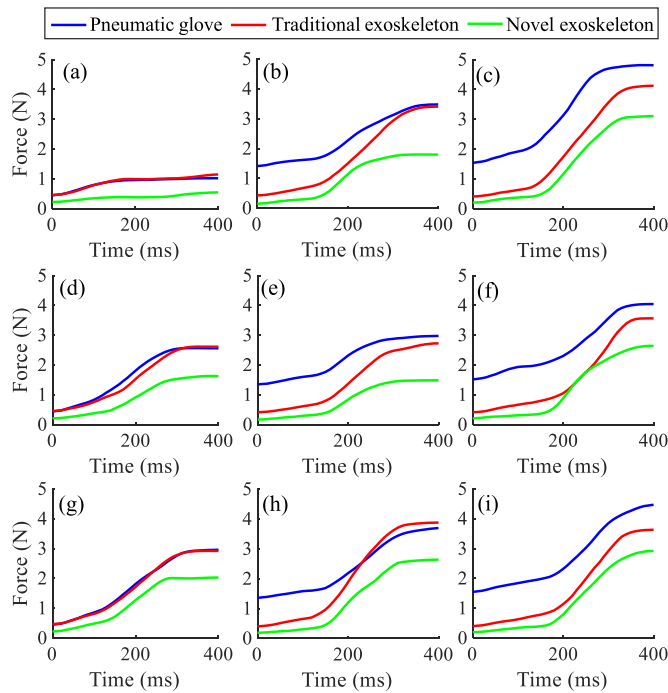 Pneumatic glove Traditional exoskeleton Novel exoskeleton
(a) (b) (c)
Force (N)
5 5 5
4 4 4
3 3 3
2 2 2
1 1 1
0 0 0
0 200 400 0 200 400 0 200 400
Time (ms) Time (ms) Time (ms)
(d) (e) (f)
Force (N)
5 5 5
4 4 4
3 3 3
2 2 2
1 1 1
0 0 0
0 200 400 0 200 400 0 200 400
Time (ms) Time (ms) Time (ms)
(g) (h) (i)
Force (N)
5 5 5
4 4 4
3 3 3
2 2 2
1 1 1
0 0 0
0 200 400 0 200 400 0 200 400
Time (ms) Time (ms) Time (ms)